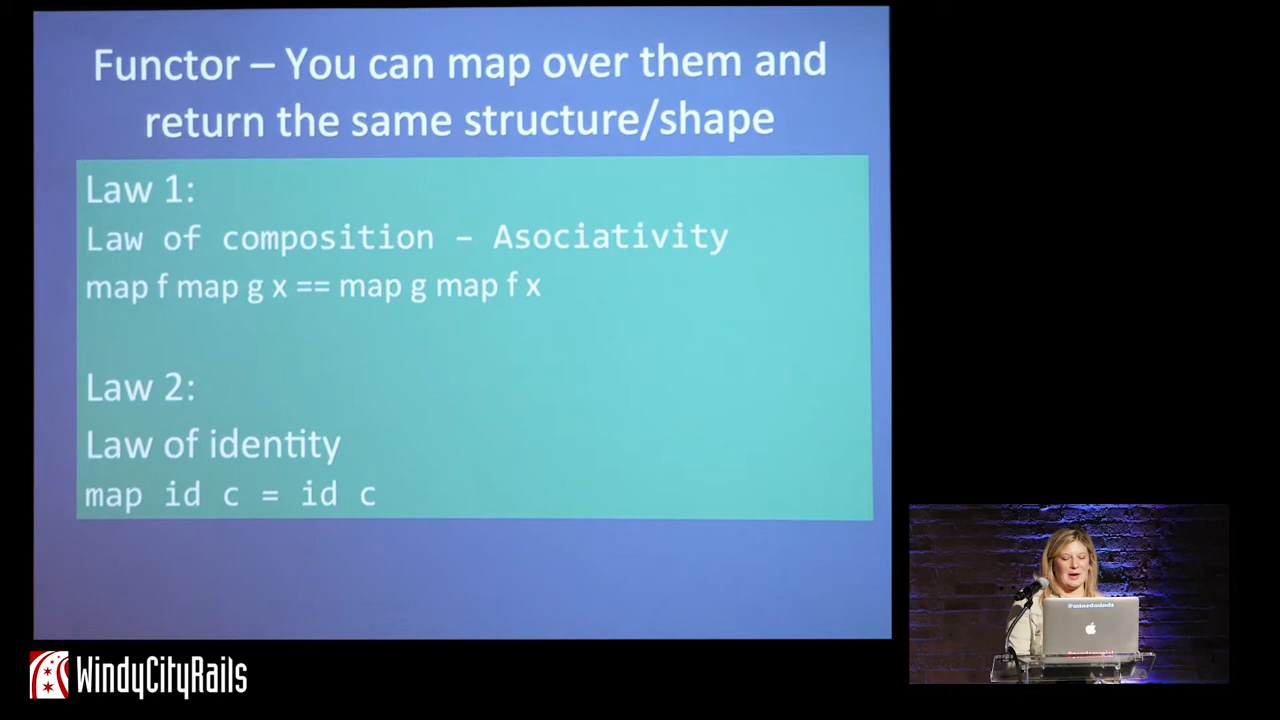 Functor – You can map over them and
return the same structure/shape
Law 1:
Law of composition – Asociativity
map f map g x == map g map f x
Law 2:
Law of identity
map id c = id c
#minedminds
WindyCityRails